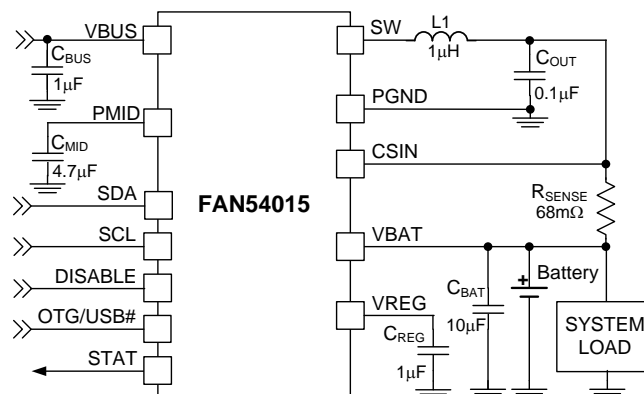 VBUS
CBUS
1µF
PMID
CMID
4.7µF
SDA
SCL
DISABLE
OTG/USB#
STAT
FAN54015
SW
L1
1µH
COUT
0.1µF
PGND
CSIN
RSENSE
68mΩ
VBAT
CBAT
10µF
+ Battery
VREG
CREG
1µF
SYSTEM
LOAD